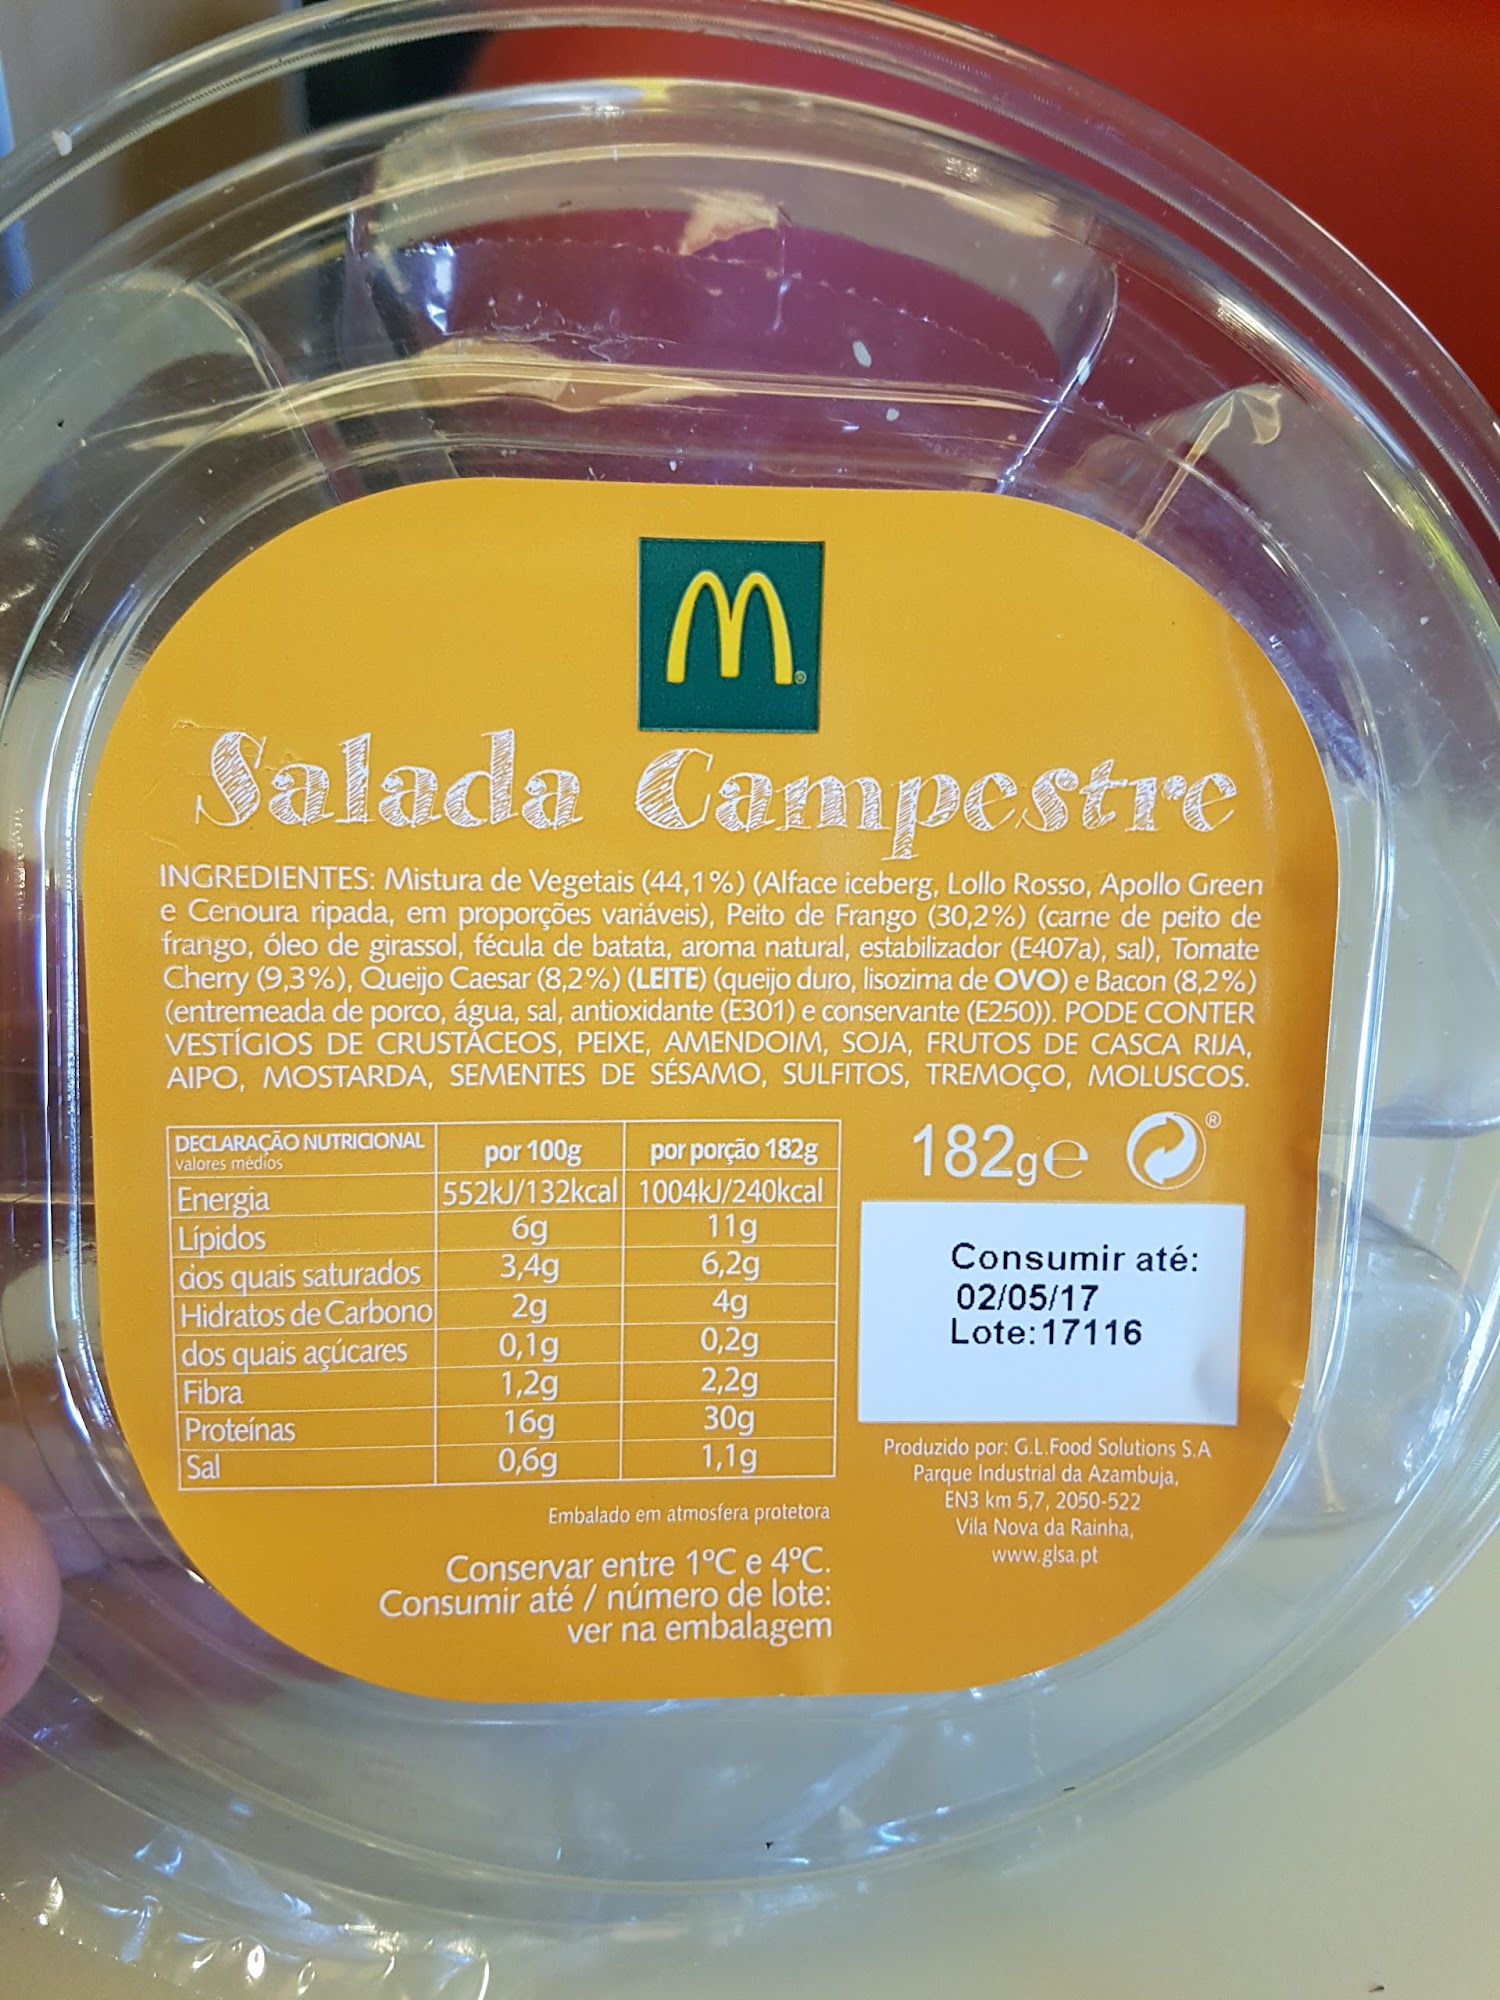 M
Salada Campestre
INGREDIENTES: Mistura de Vegetais (44,1%) (Alface iceberg, Lollo Rosso, Apollo Green
e Cenoura ripada, em proporções variáveis), Peito de Frango (30,2%) (carne de peito de
frango, óleo de girassol, fécula de batata, aroma natural, estabilizador (E407a), sal), Tomate
Cherry (9,3%), Queijo Caesar (8,2%) (LEITE) (queijo duro, lisozima de OVO) e Bacon (8,2%)
(entremeada de porco, água, sal, antioxidante (E301) e conservante (E250)). PODE CONTER
VESTÍGIOS DE CRUSTÁCEOS, PEIXE, AMENDOIM, SOJA, FRUTOS DE CASCA RIJA,
AIPO, MOSTARDA, SEMENTES DE SÉSAMO, SULFITOS, TREMOÇO, MOLUSCOS.
DECLARAÇÃO NUTRICIONAL
valores médios
por 100g por porção 182g
Energia 552kJ/132kcal 1004kJ/240kcal
Lípidos 6g 11g
dos quais saturados 3,4g 6,2g
Hidratos de Carbono 2g 4g
dos quais açúcares 0,1g 0,2g
Fibra 1,2g 2,2g
Proteínas 16g 30g
Sal 0,6g 1,1g
182g℮ ®
Consumir até:
02/05/17
Lote:17116
Produzido por: G.L.Food Solutions S.A
Parque Industrial da Azambuja,
EN3 km 5,7, 2050-522
Vila Nova da Rainha,
www.glsa.pt
Embalado em atmosfera protetora
Conservar entre 1ºC e 4ºC.
Consumir até / número de lote:
ver na embalagem